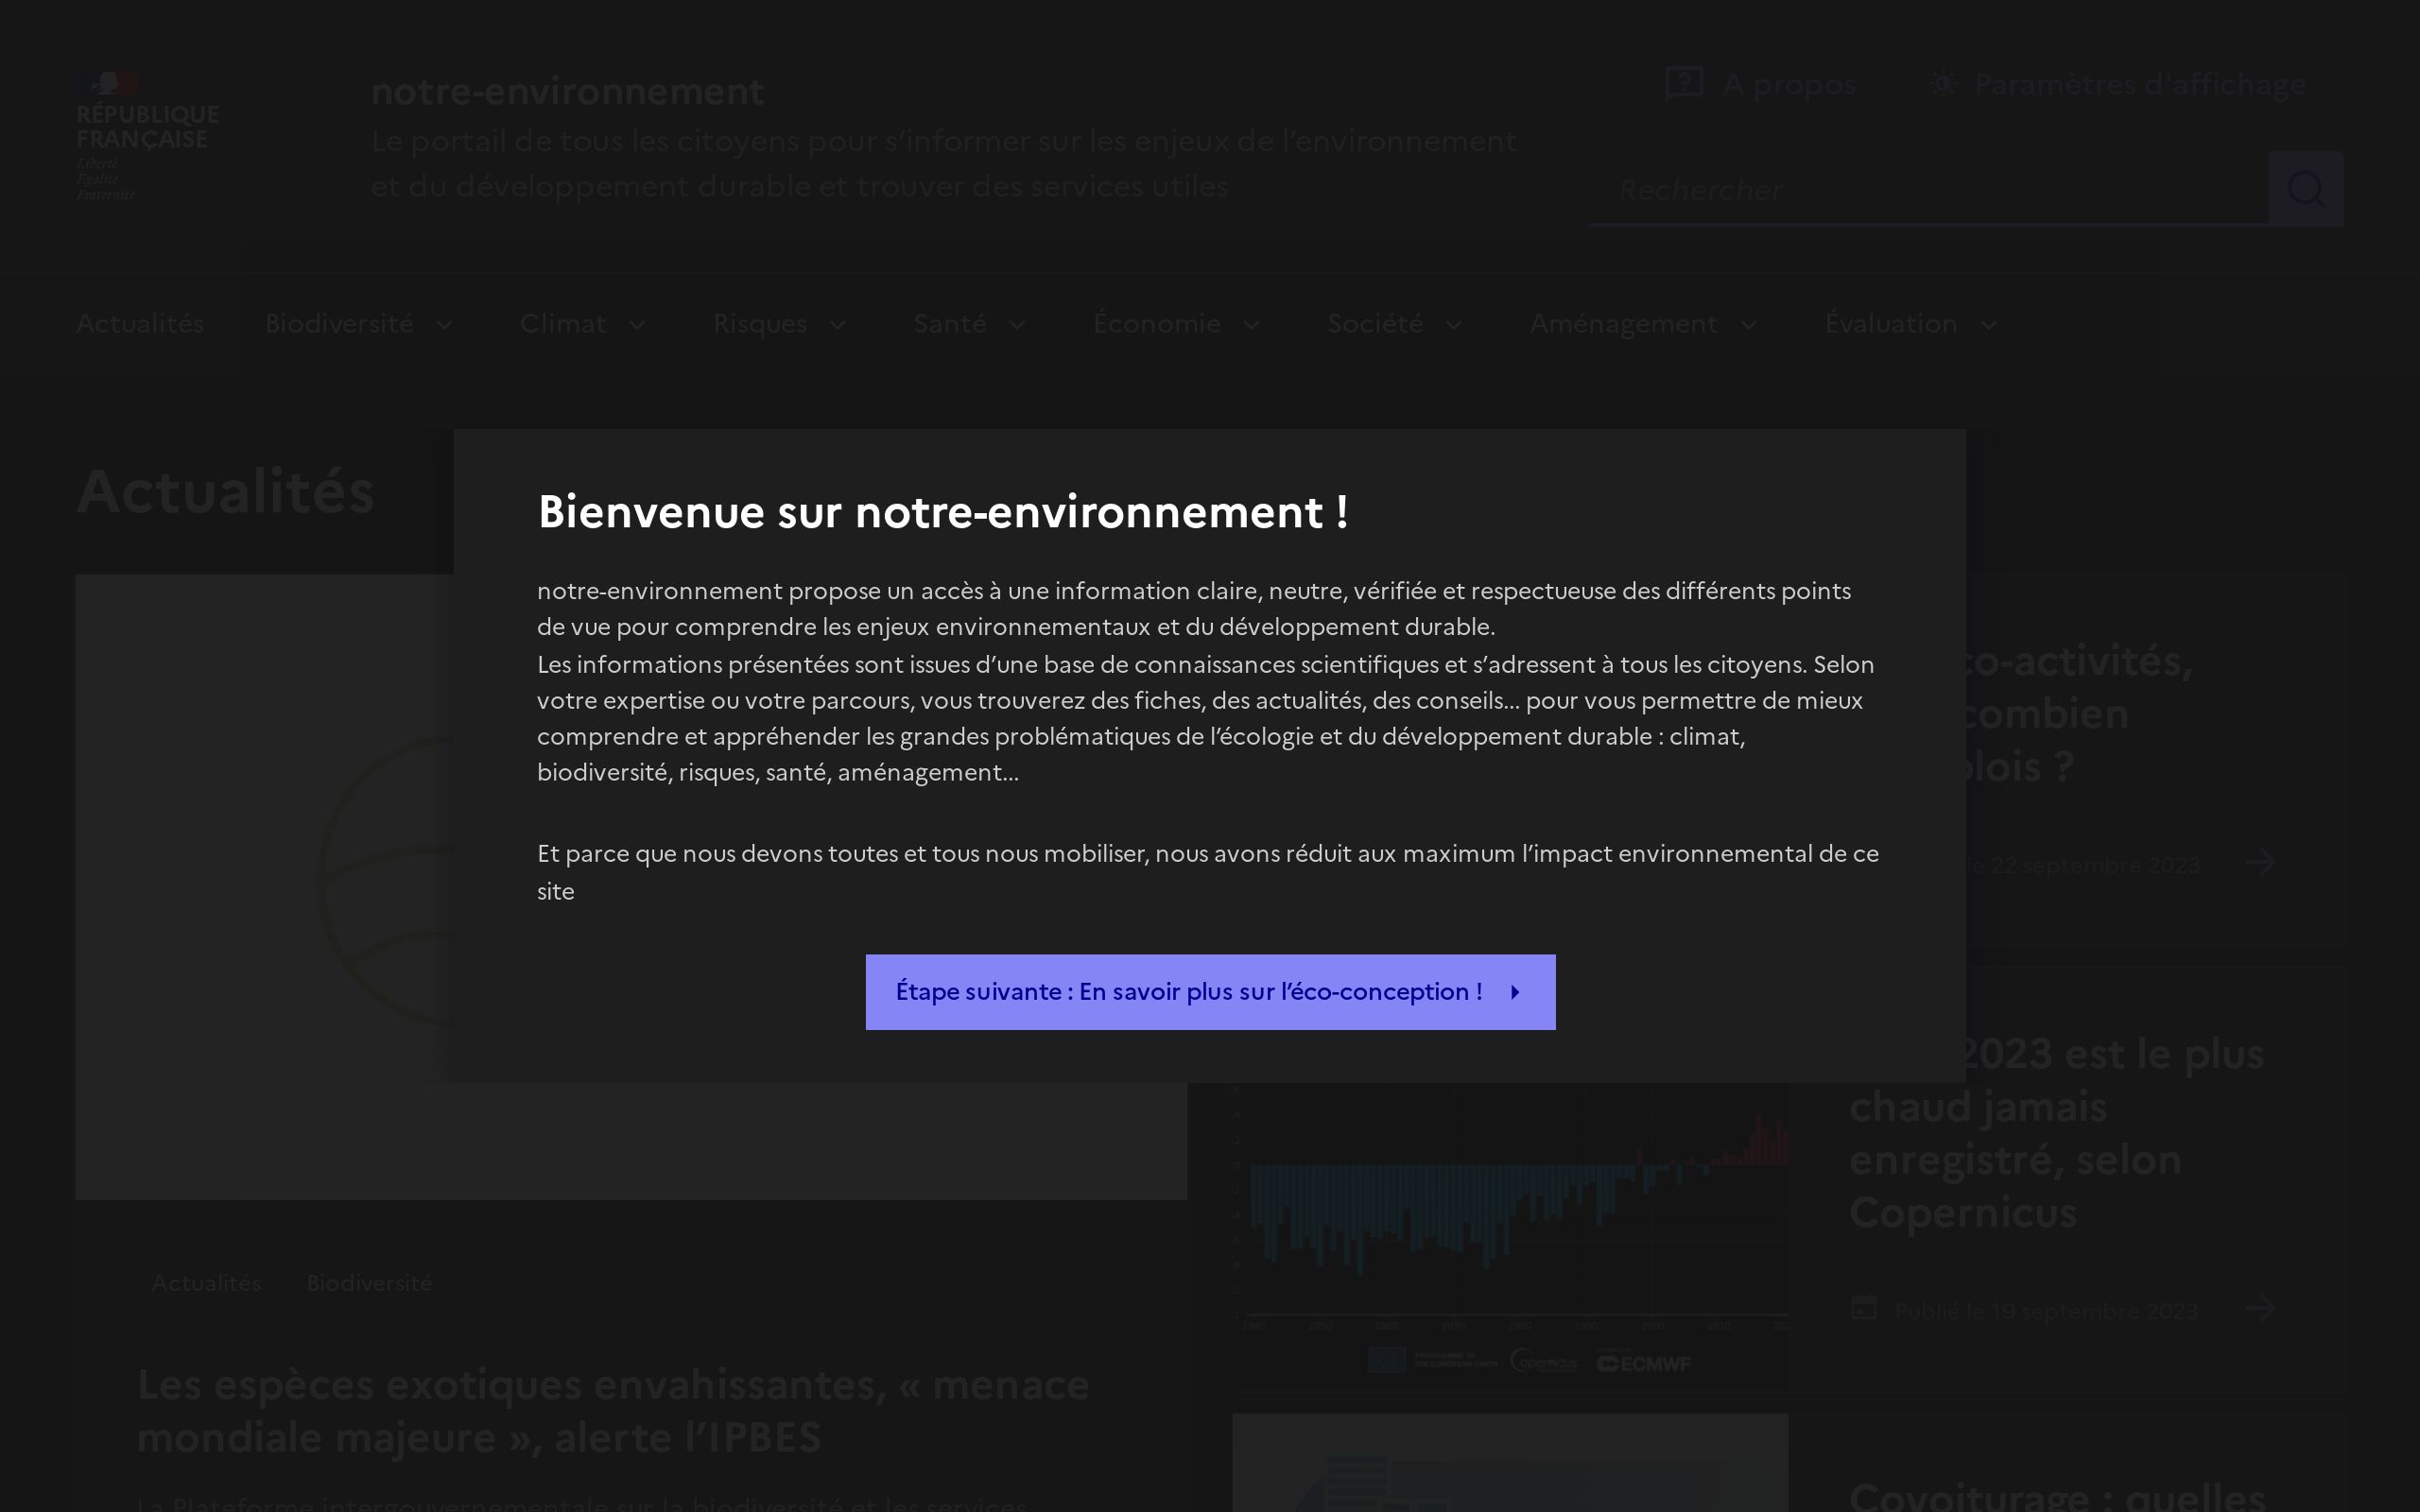 RÉPUBLIQUE
FRANÇAISE
Liberté
Égalité
Fraternité
notre-environnement
Le portail de tous les citoyens pour s’informer sur les enjeux de l’environnement
et du développement durable et trouver des services utiles
A propos
Paramètres d'affichage
Rechercher
Actualités Biodiversité Climat Risques Santé Économie Société Aménagement Évaluation
Actualités
Bienvenue sur notre-environnement !
notre-environnement propose un accès à une information claire, neutre, vérifiée et respectueuse des différents points
de vue pour comprendre les enjeux environnementaux et du développement durable.
Les informations présentées sont issues d’une base de connaissances scientifiques et s’adressent à tous les citoyens. Selon
votre expertise ou votre parcours, vous trouverez des fiches, des actualités, des conseils... pour vous permettre de mieux
comprendre et appréhender les grandes problématiques de l’écologie et du développement durable : climat,
biodiversité, risques, santé, aménagement...
Et parce que nous devons toutes et tous nous mobiliser, nous avons réduit aux maximum l’impact environnemental de ce
site
Étape suivante : En savoir plus sur l’éco-conception !
co-activités,
combien
plois ?
le 22 septembre 2023
2023 est le plus
chaud jamais
enregistré, selon
Copernicus
Publié le 19 septembre 2023
Copernicus
ECMWF
Actualités Biodiversité
Les espèces exotiques envahissantes, « menace
mondiale majeure », alerte l’IPBES
La Plateforme intergouvernementale sur la biodiversité et les services
Covoiturage : quelles